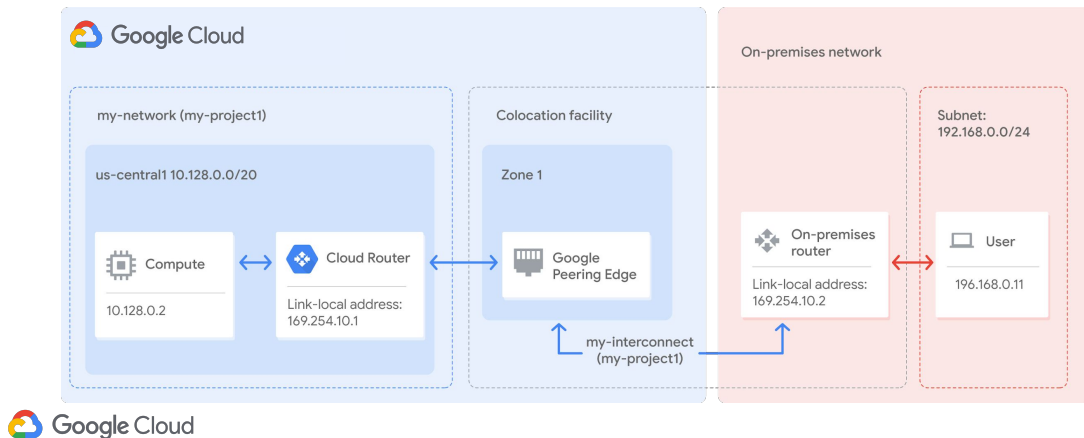 Google Cloud
On-premises network
my-network (my-project1)
Colocation facility
Subnet:
192.168.0.0/24
us-central1 10.128.0.0/20
Zone 1
Compute
10.128.0.2
Cloud Router
Link-local address:
169.254.10.1
Google
Peering Edge
On-premises
router
Link-local address:
169.254.10.2
User
196.168.0.11
my-interconnect
(my-project1)
Google Cloud